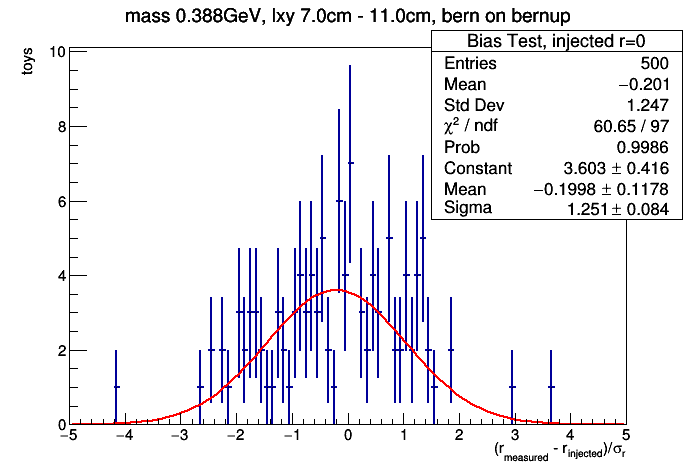 mass 0.388GeV, lxy 7.0cm - 11.0cm, bern on bernup
Bias Test, injected r=0
Entries 500
Mean −0.201
Std Dev 1.247
χ² / ndf 60.65 / 97
Prob 0.9986
Constant 3.603 ± 0.416
Mean −0.1998 ± 0.1178
Sigma 1.251 ± 0.084
toys
10
8
6
4
2
0
−5 −4 −3 −2 −1 0 1 2 3 4 5
(r_measured - r_injected)/σ_r